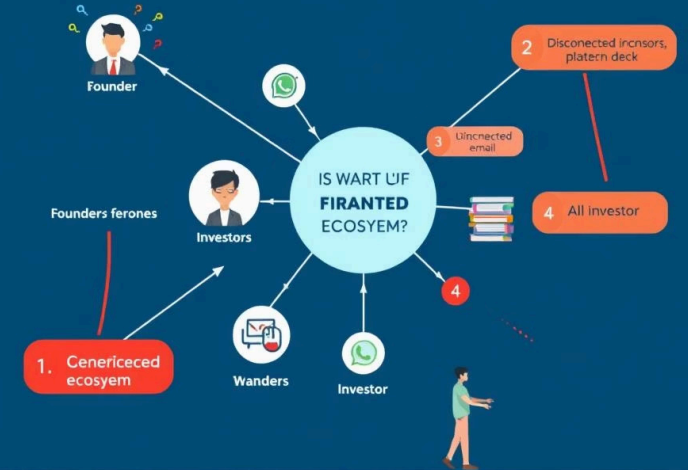 Founder
2
Disconected incnsors,
platern deck
3
Uincnected
email
IS WART UF
FIRANTED
ECOSYEM?
Founders ferones
Investors
4 All investor
4
1. Cenericeced
ecosyem
Wanders
Investor